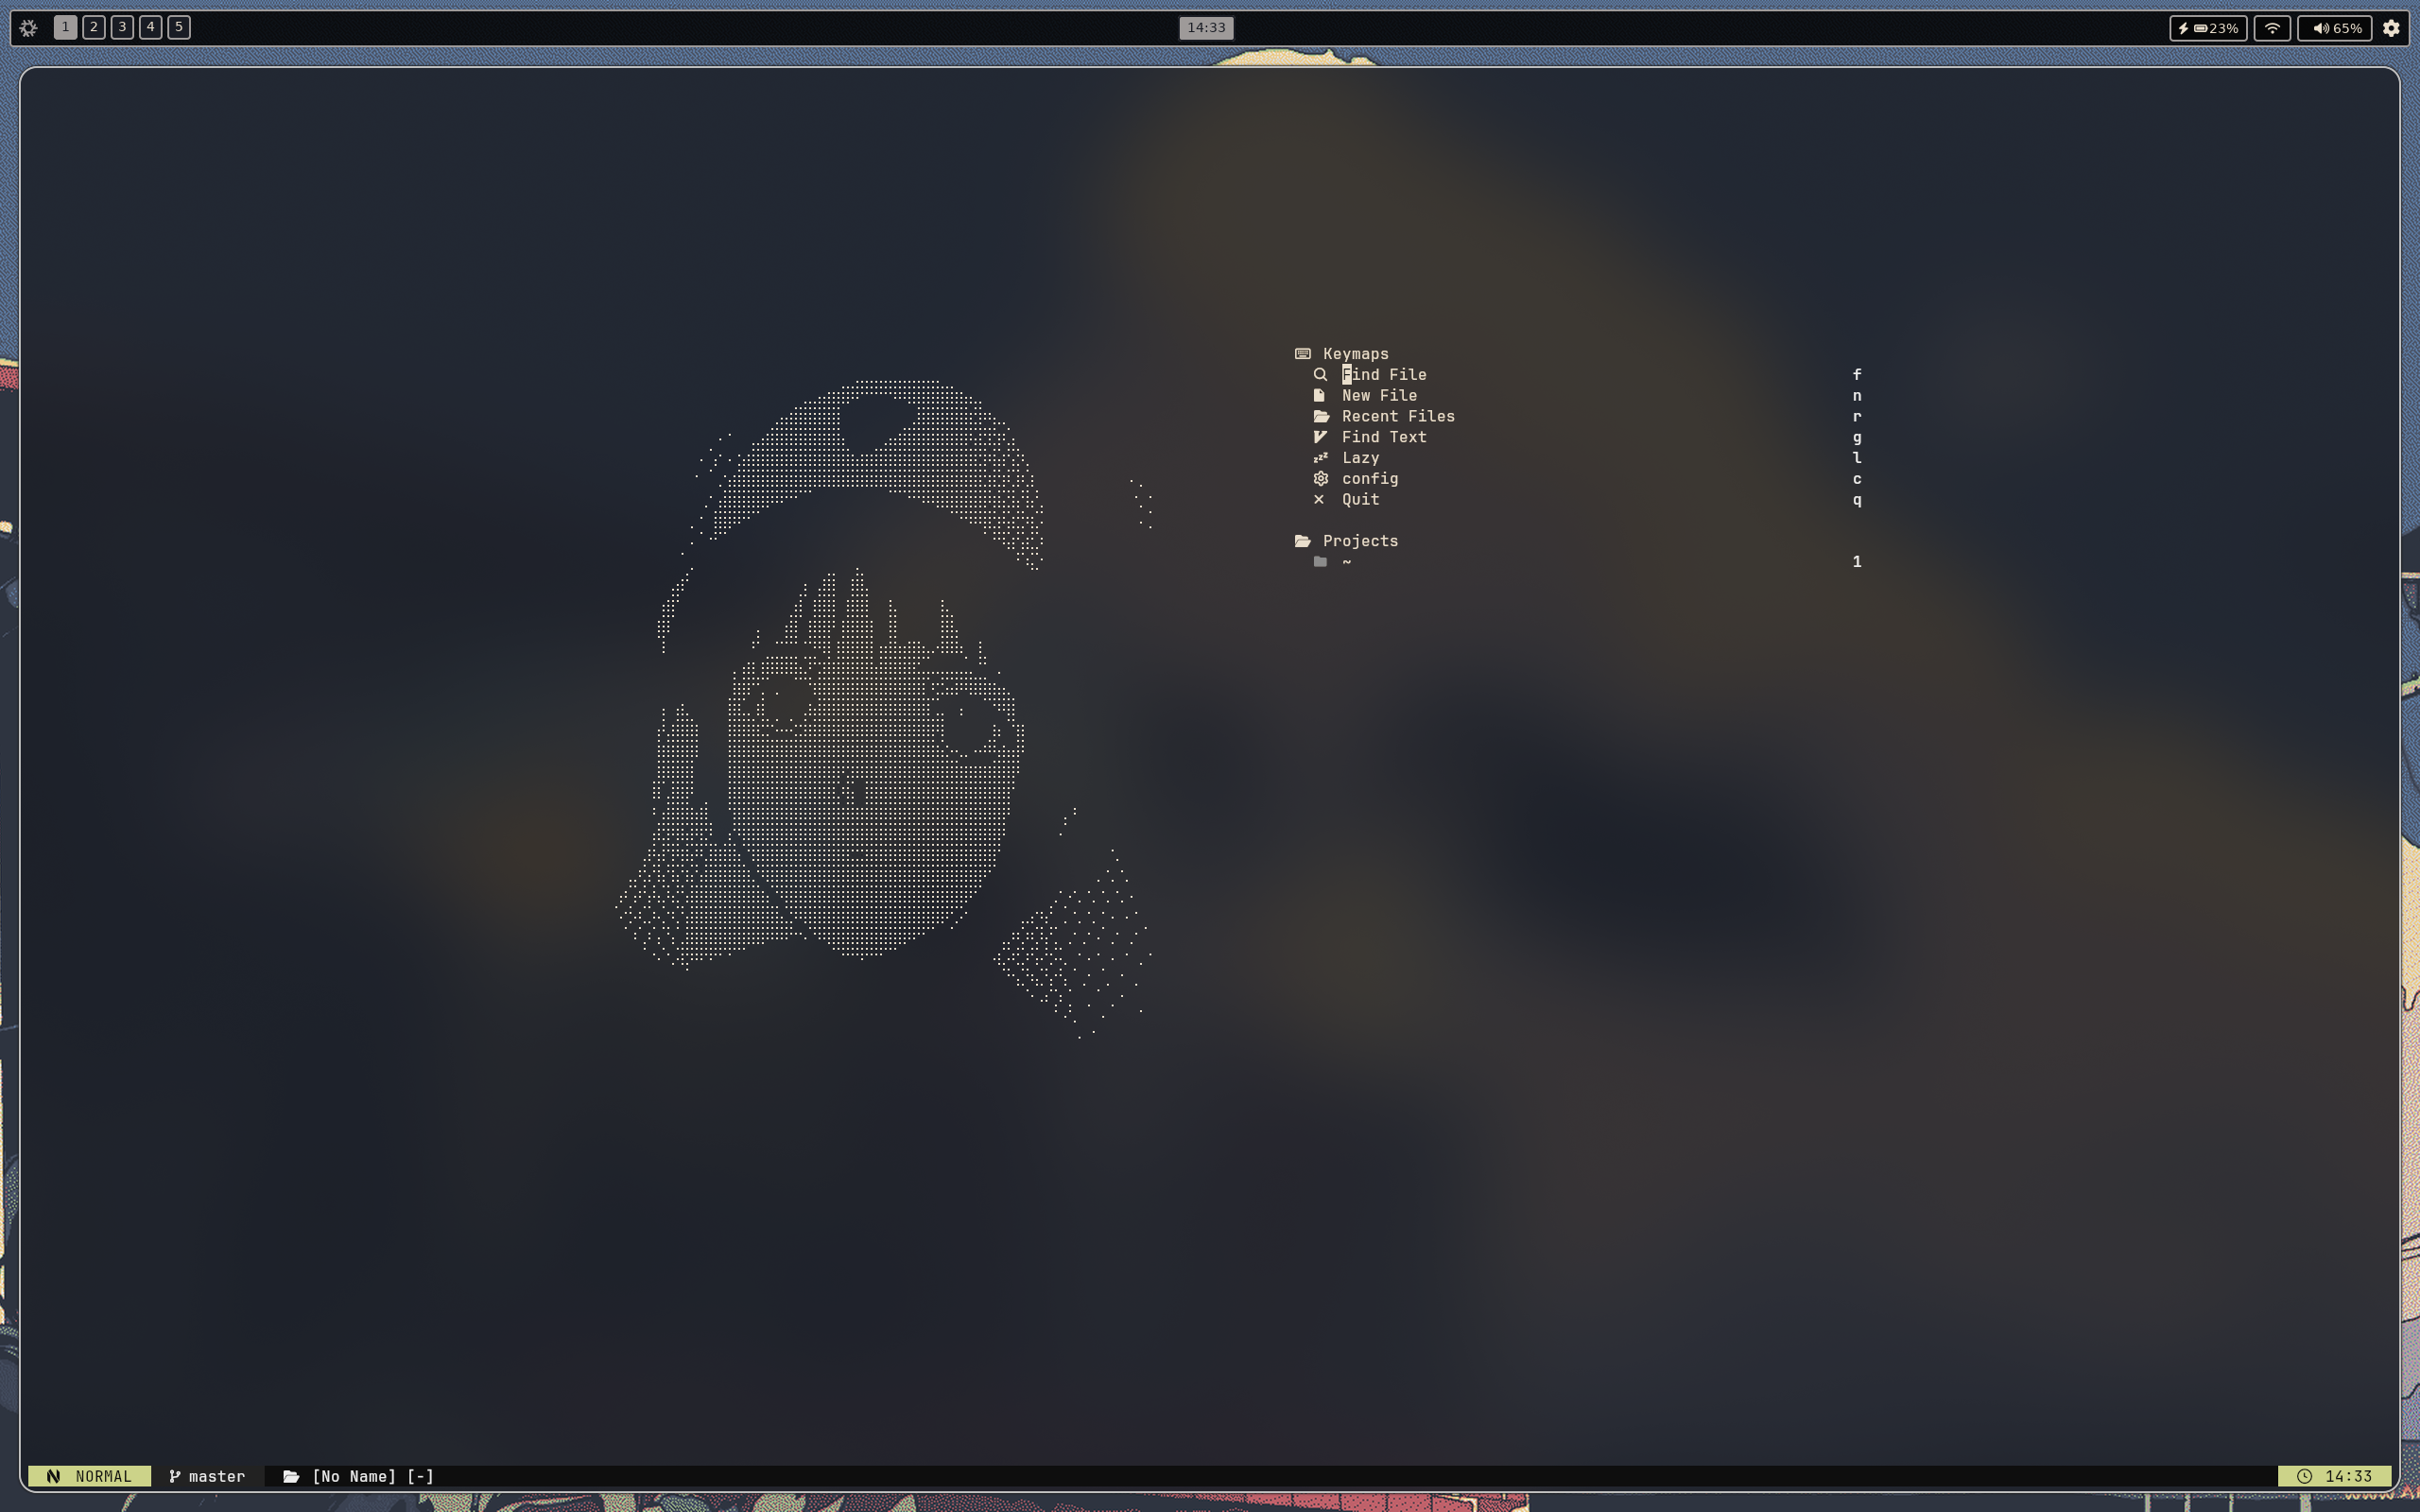 1 2 3 4 5
14:33
23%
65%
Keymaps
Find File f
New File n
Recent Files r
Find Text g
Lazy l
config c
Quit q
Projects
~ 1
NORMAL master [No Name] [-] 14:33